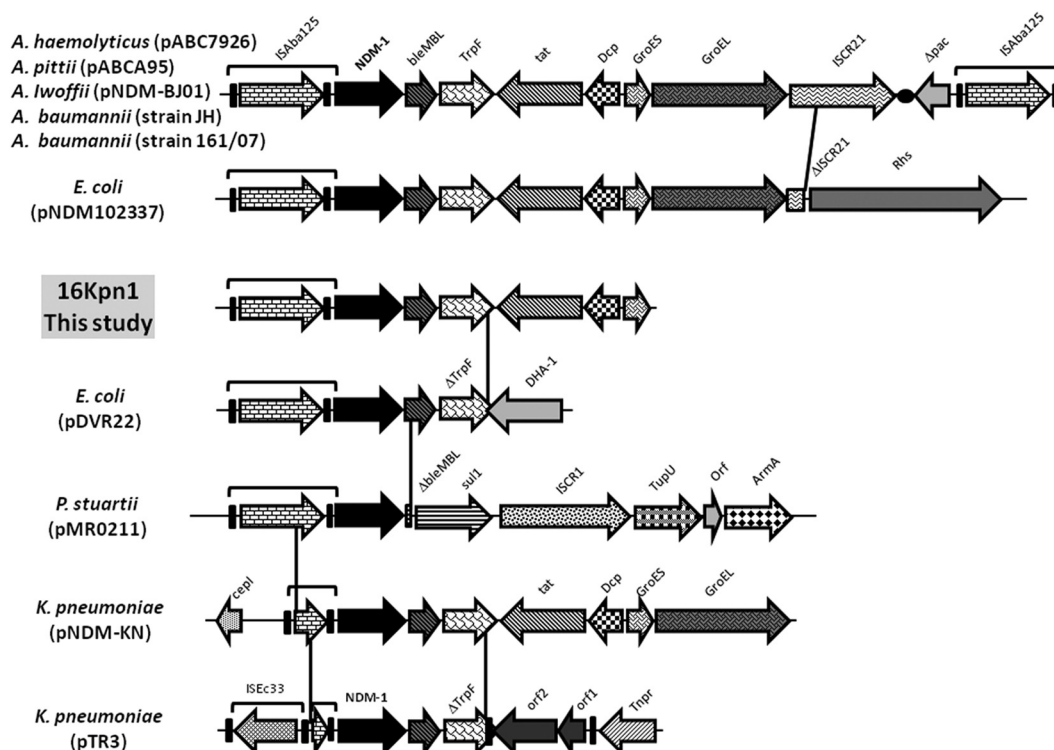 ISAba125 NDM-1 bleMBL TrpF tat Dcp GroES GroEL ISCR21 Δpac ISAba125
A. haemolyticus (pABC7926)
A. pittii (pABCA95)
A. lwoffii (pNDM-BJ01)
A. baumannii (strain JH)
A. baumannii (strain 161/07)
ΔISCR21 Rhs
E. coli
(pNDM102337)
16Kpn1
This study
ΔTrpF DHA-1
E. coli
(pDVR22)
ΔbleMBL sul1 ISCR1 TupU Orf ArmA
P. stuartii
(pMR0211)
cepI tat Dcp GroES GroEL
K. pneumoniae
(pNDM-KN)
ISEc33 NDM-1 ΔTrpF orf2 orf1 Tnpr
K. pneumoniae
(pTR3)